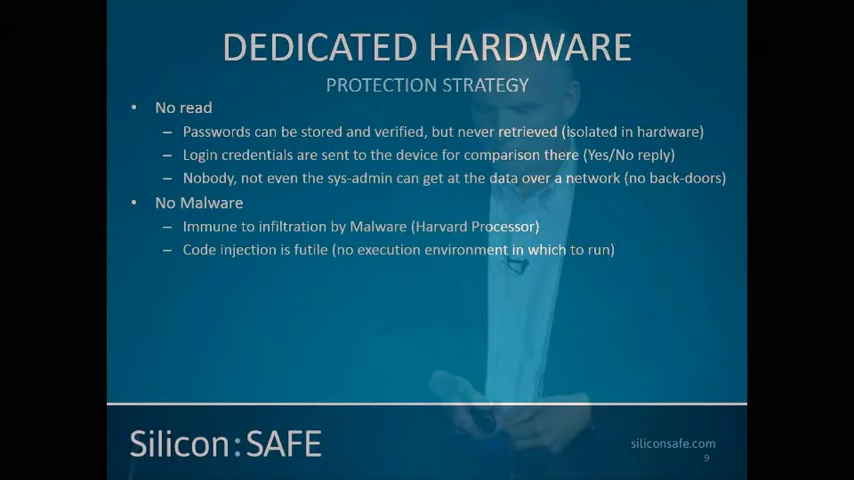 DEDICATED HARDWARE
PROTECTION STRATEGY
• No read
– Passwords can be stored and verified, but never retrieved (isolated in hardware)
– Login credentials are sent to the device for comparison there (Yes/No reply)
– Nobody, not even the sys-admin can get at the data over a network (no back-doors)
• No Malware
– Immune to infiltration by Malware (Harvard Processor)
– Code injection is futile (no execution environment in which to run)
Silicon:SAFE
siliconsafe.com
9